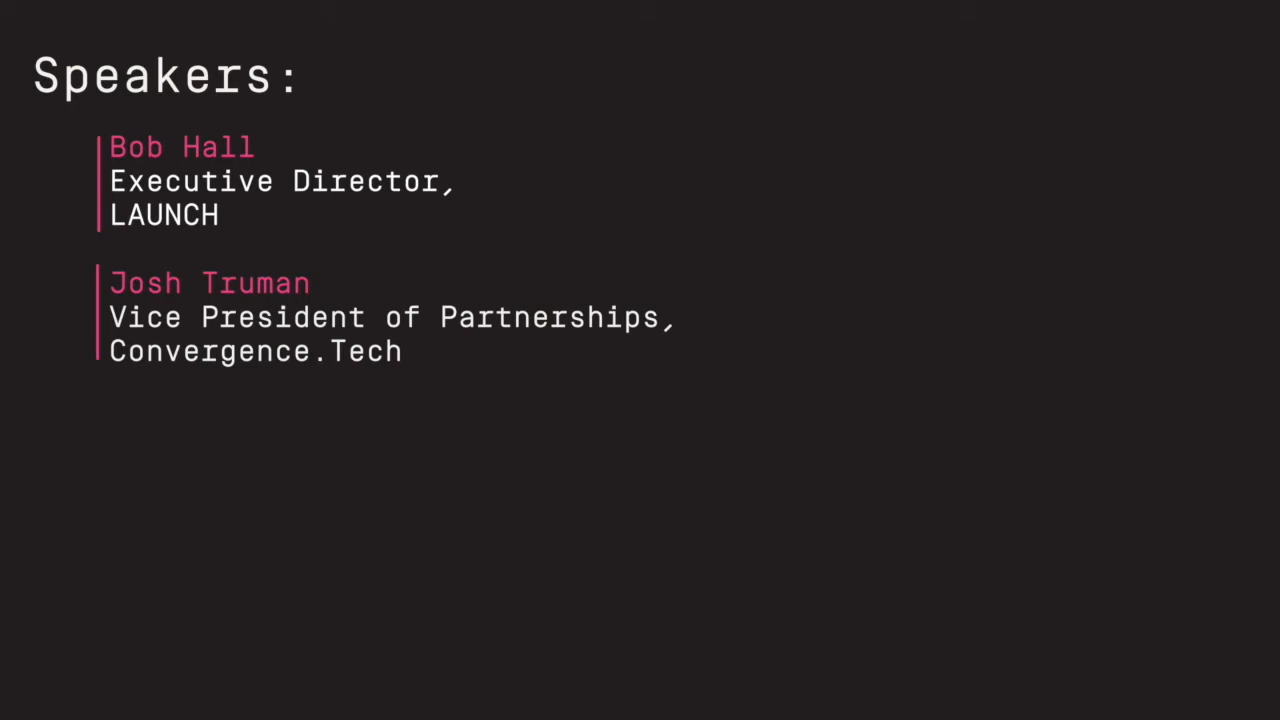 Speakers:
Bob Hall
Executive Director,
LAUNCH
Josh Truman
Vice President of Partnerships,
Convergence.Tech